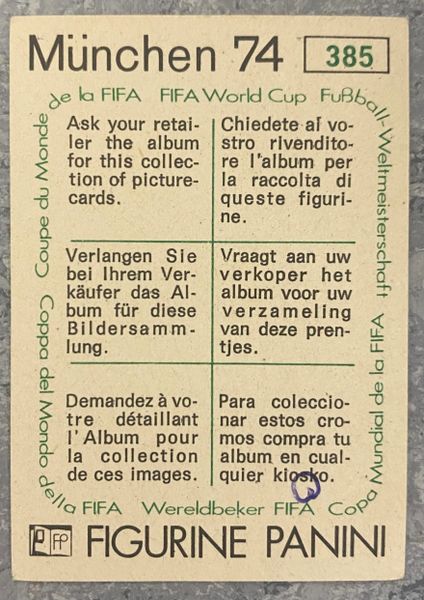 München 74 385
Coupe du Monde de la FIFA FIFA World Cup Fußball-Weltmeisterschaft
Ask your retai-
ler the album
for this collec-
tion of picture-
cards.
Chiedete al vo-
stro rivendito-
re l'album per
la raccolta di
queste figuri-
ne.
Verlangen Sie
bei Ihrem Ver-
käufer das Al-
bum für diese
Bildersamm-
lung.
Vraagt aan uw
verkoper het
album voor uw
verzameling
van deze pren-
tjes.
Demandez à vo-
tre détaillant
l'Album pour
la collection
de ces images.
Para coleccio-
nar estos cro-
mos compra tu
album en cual-
quier kiosko.
Coppa del Mondo della FIFA Wereldbeker FIFA Copa Mundial de la FIFA
FP FIGURINE PANINI